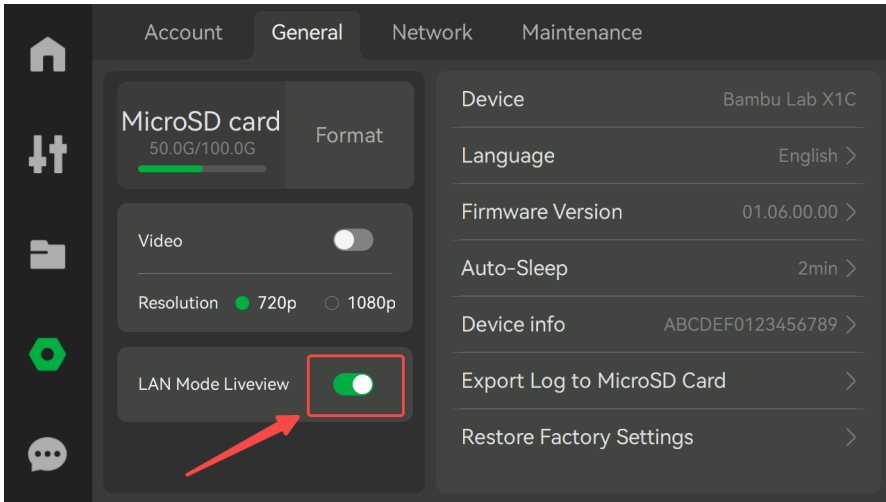 Account General Network Maintenance
MicroSD card
50.0G/100.0G
Format
Video
Resolution 720p 1080p
LAN Mode Liveview
Device Bambu Lab X1C
Language English
Firmware Version 01.06.00.00
Auto-Sleep 2min
Device info ABCDEF0123456789
Export Log to MicroSD Card
Restore Factory Settings